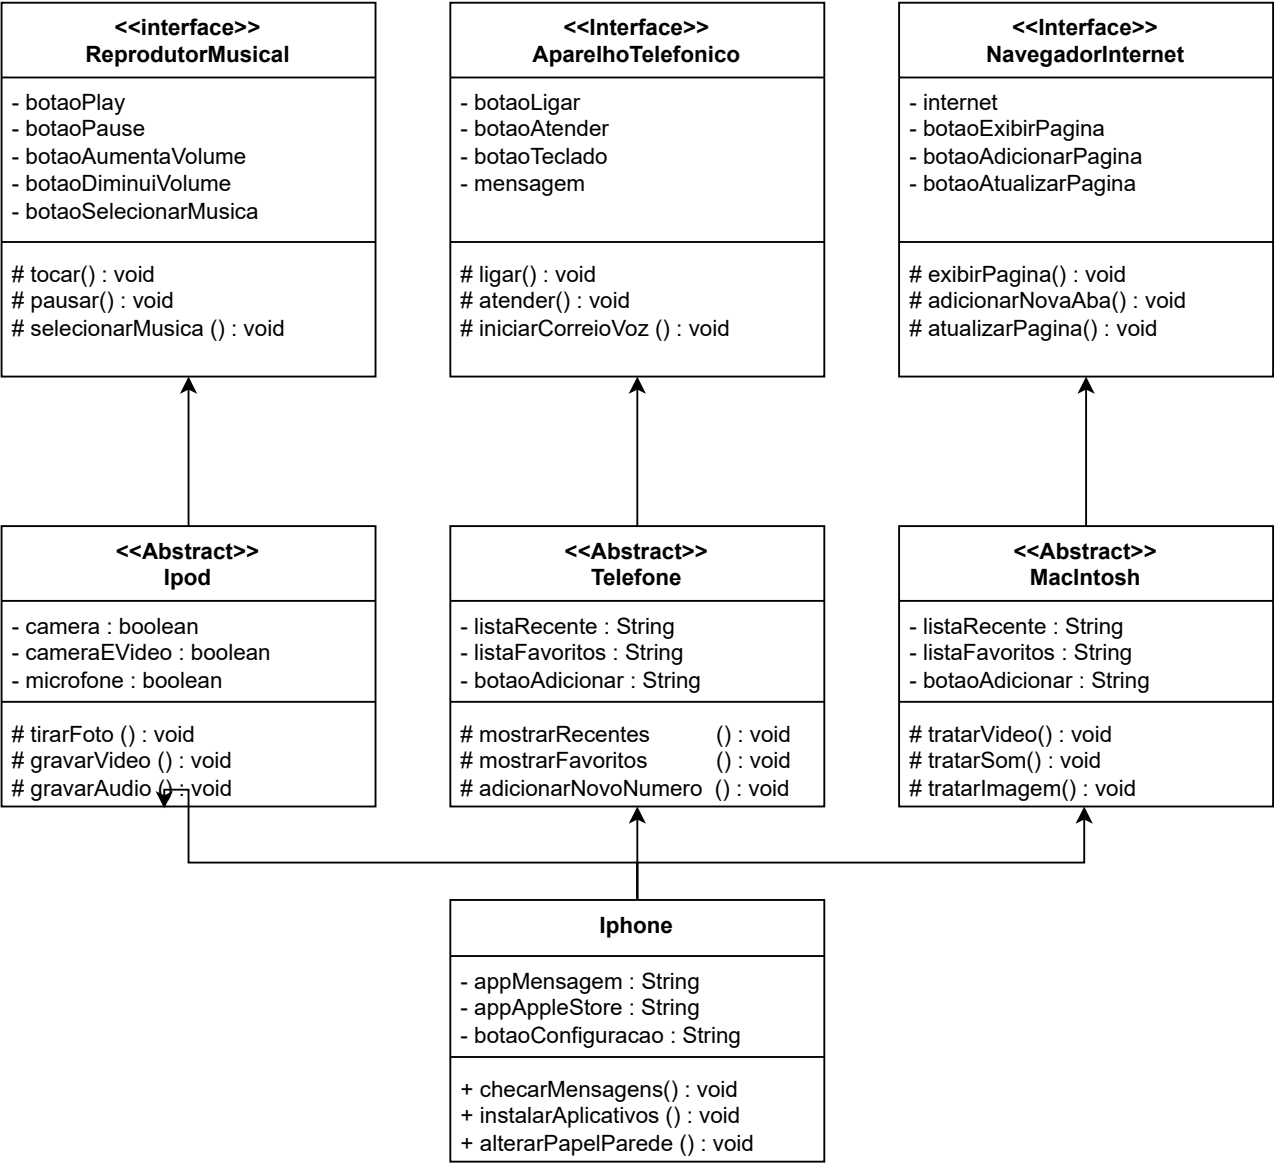 <<interface>>
ReprodutorMusical
- botaoPlay
- botaoPause
- botaoAumentaVolume
- botaoDiminuiVolume
- botaoSelecionarMusica
# tocar() : void
# pausar() : void
# selecionarMusica () : void
<<Interface>>
AparelhoTelefonico
- botaoLigar
- botaoAtender
- botaoTeclado
- mensagem
# ligar() : void
# atender() : void
# iniciarCorreioVoz () : void
<<Interface>>
NavegadorInternet
- internet
- botaoExibirPagina
- botaoAdicionarPagina
- botaoAtualizarPagina
# exibirPagina() : void
# adicionarNovaAba() : void
# atualizarPagina() : void
<<Abstract>>
Ipod
- camera : boolean
- cameraEVideo : boolean
- microfone : boolean
# tirarFoto () : void
# gravarVideo () : void
# gravarAudio () : void
<<Abstract>>
Telefone
- listaRecente : String
- listaFavoritos : String
- botaoAdicionar : String
# mostrarRecentes () : void
# mostrarFavoritos () : void
# adicionarNovoNumero () : void
<<Abstract>>
MacIntosh
- listaRecente : String
- listaFavoritos : String
- botaoAdicionar : String
# tratarVideo() : void
# tratarSom() : void
# tratarImagem() : void
Iphone
- appMensagem : String
- appAppleStore : String
- botaoConfiguracao : String
+ checarMensagens() : void
+ instalarAplicativos () : void
+ alterarPapelParede () : void